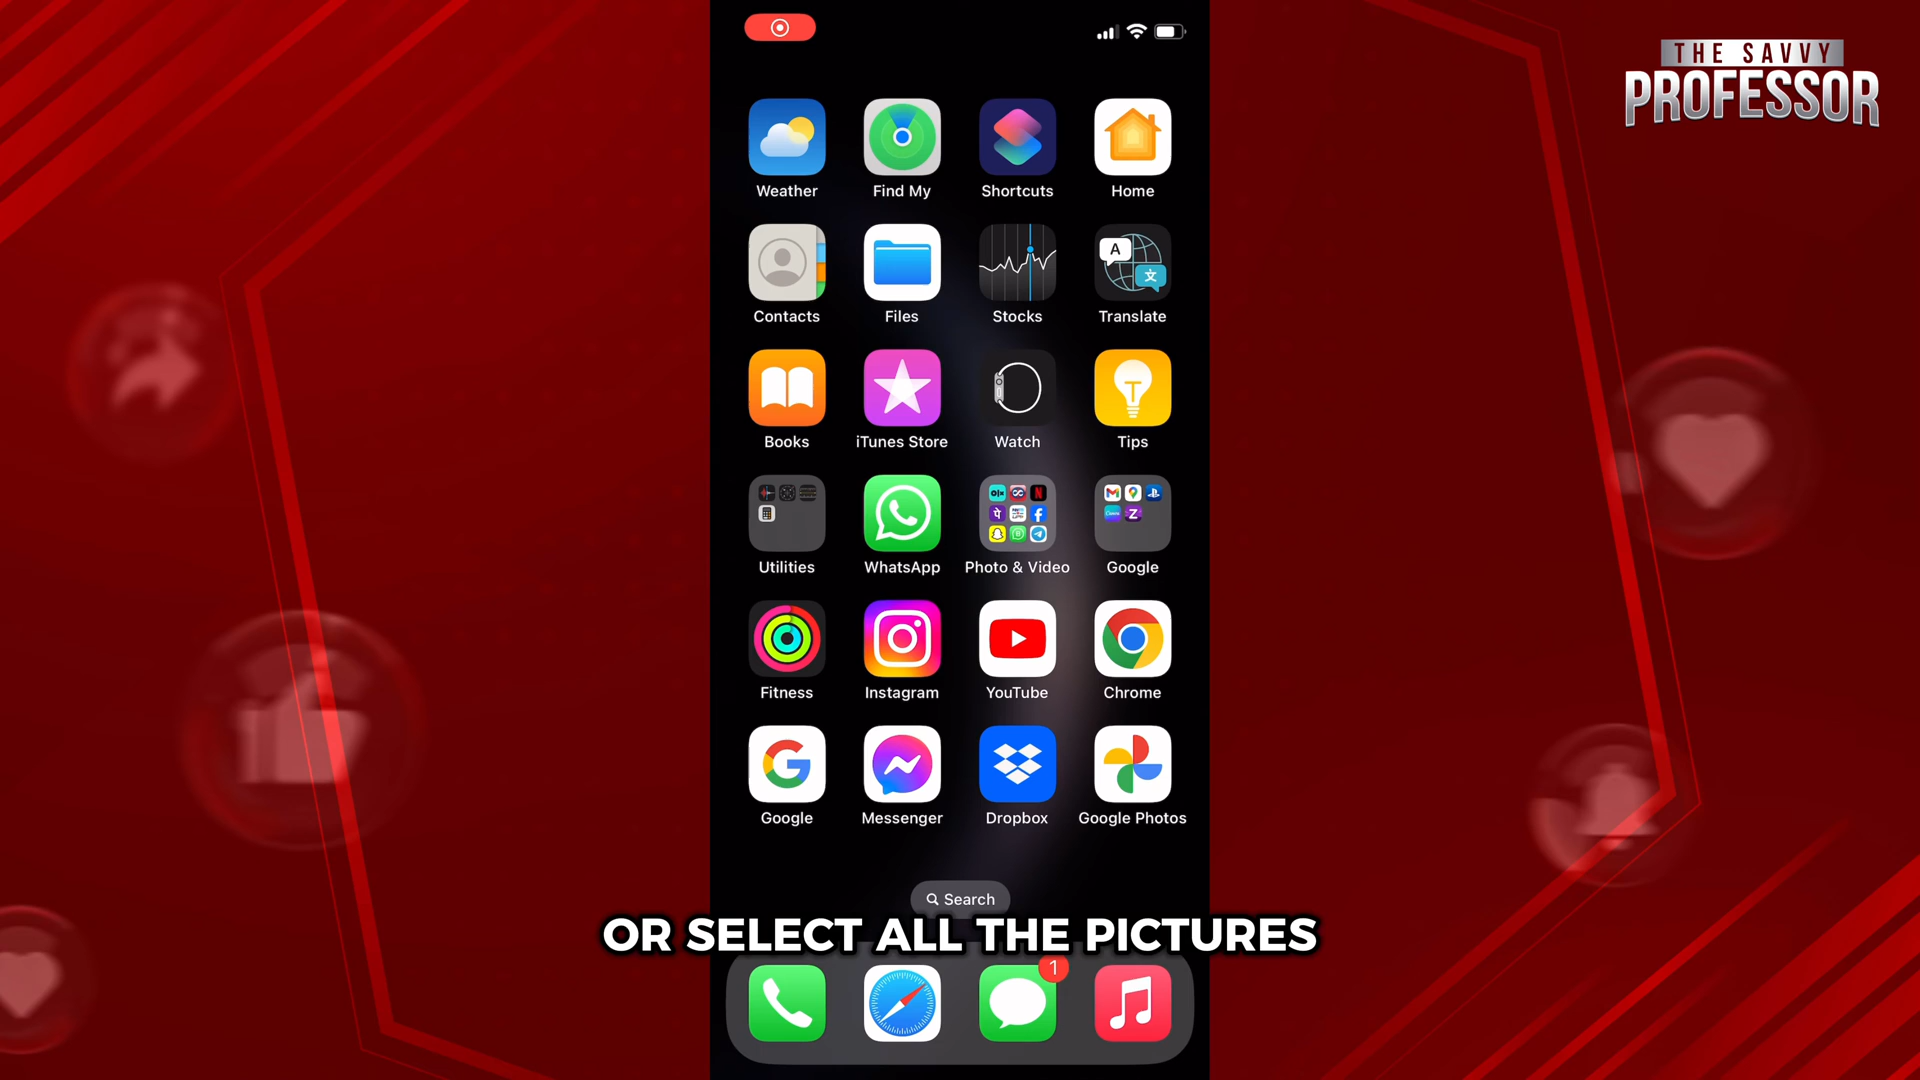 THE SAVVY
PROFESSOR
Weather
Find My
Shortcuts
Home
A
文
Contacts
Files
Stocks
Translate
T
Books
iTunes Store
Watch
Tips
Utilities
WhatsApp
Photo & Video
Google
Fitness
Instagram
YouTube
Chrome
G
Google
Messenger
Dropbox
Google Photos
Search
OR SELECT ALL THE PICTURES
1